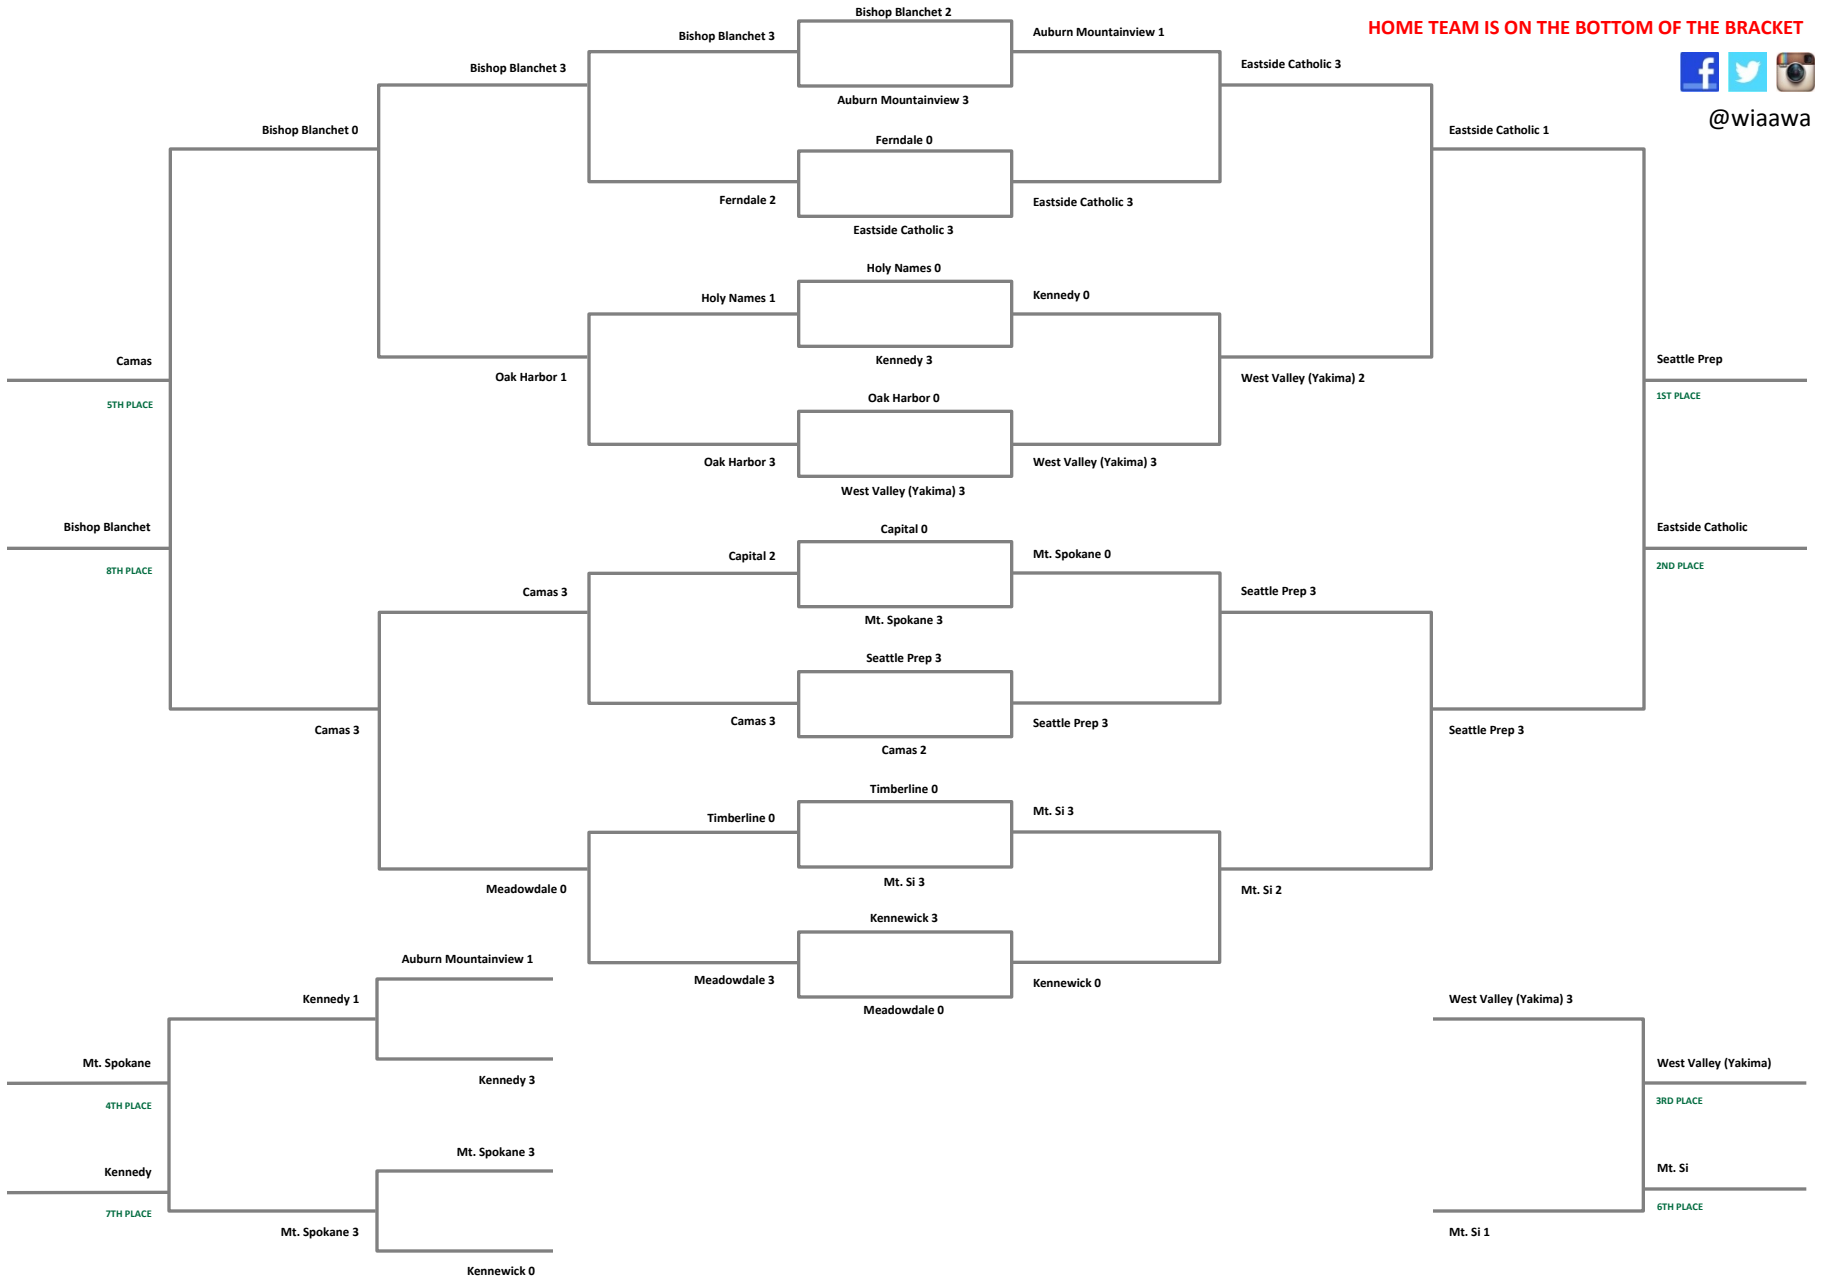 Bishop Blanchet 2
HOME TEAM IS ON THE BOTTOM OF THE BRACKET
Bishop Blanchet 3
Auburn Mountainview 1
Bishop Blanchet 3
Eastside Catholic 3
Auburn Mountainview 3
@wiaawa
Bishop Blanchet 0
Eastside Catholic 1
Ferndale 0
Ferndale 2
Eastside Catholic 3
Eastside Catholic 3
Holy Names 0
Holy Names 1
Kennedy 0
Camas
Kennedy 3
Seattle Prep
Oak Harbor 1
West Valley (Yakima) 2
5TH PLACE
Oak Harbor 0
1ST PLACE
Oak Harbor 3
West Valley (Yakima) 3
West Valley (Yakima) 3
Bishop Blanchet
Capital 0
Eastside Catholic
Capital 2
Mt. Spokane 0
8TH PLACE
2ND PLACE
Camas 3
Seattle Prep 3
Mt. Spokane 3
Seattle Prep 3
Camas 3
Camas 3
Seattle Prep 3
Seattle Prep 3
Camas 2
Timberline 0
Timberline 0
Mt. Si 3
Meadowdale 0
Mt. Si 3
Mt. Si 2
Kennewick 3
Auburn Mountainview 1
Meadowdale 3
Kennewick 0
Kennedy 1
Meadowdale 0
West Valley (Yakima) 3
Mt. Spokane
Kennedy 3
West Valley (Yakima)
4TH PLACE
3RD PLACE
Mt. Spokane 3
Kennedy
Mt. Si
7TH PLACE
6TH PLACE
Mt. Spokane 3
Mt. Si 1
Kennewick 0